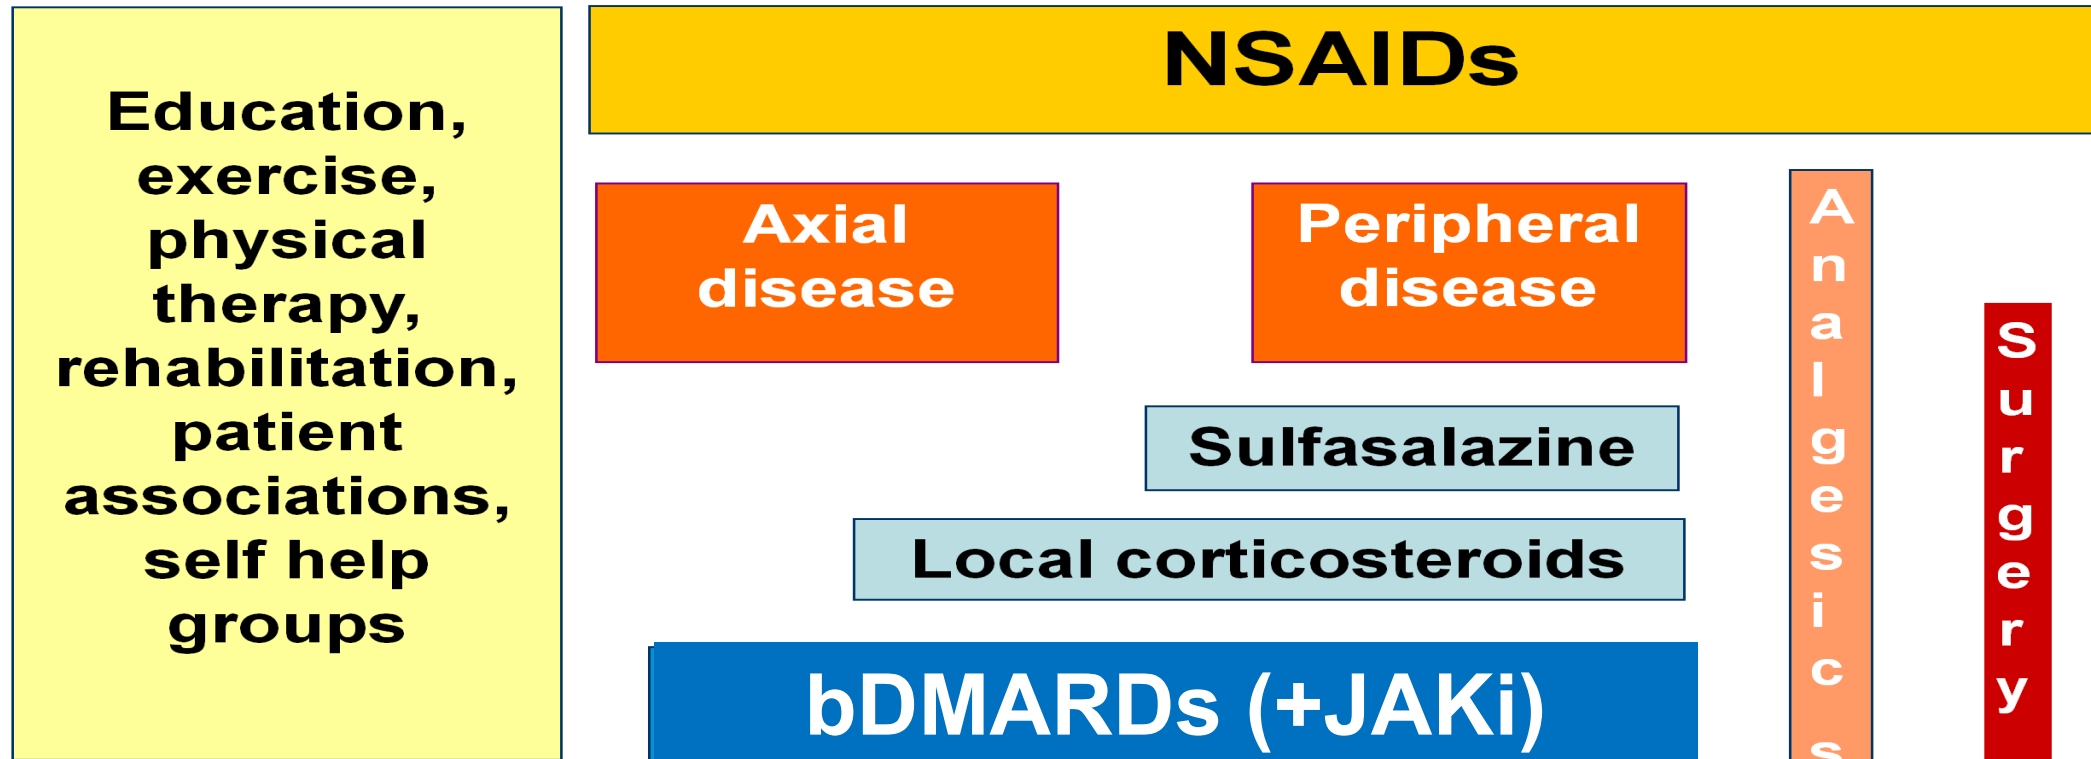 Education,
exercise,
physical
therapy,
rehabilitation,
patient
associations,
self help
groups
NSAIDs
Axial
disease
Peripheral
disease
Sulfasalazine
Local corticosteroids
bDMARDs (+JAKi)
Analgesics
Surgery